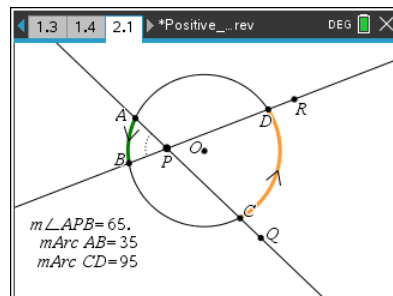 1.3 1.4 2.1 *Positive_...rev DEG
A
R
D
O
B
P
C
Q
m∠APB=65.
mArc AB=35
mArc CD=95